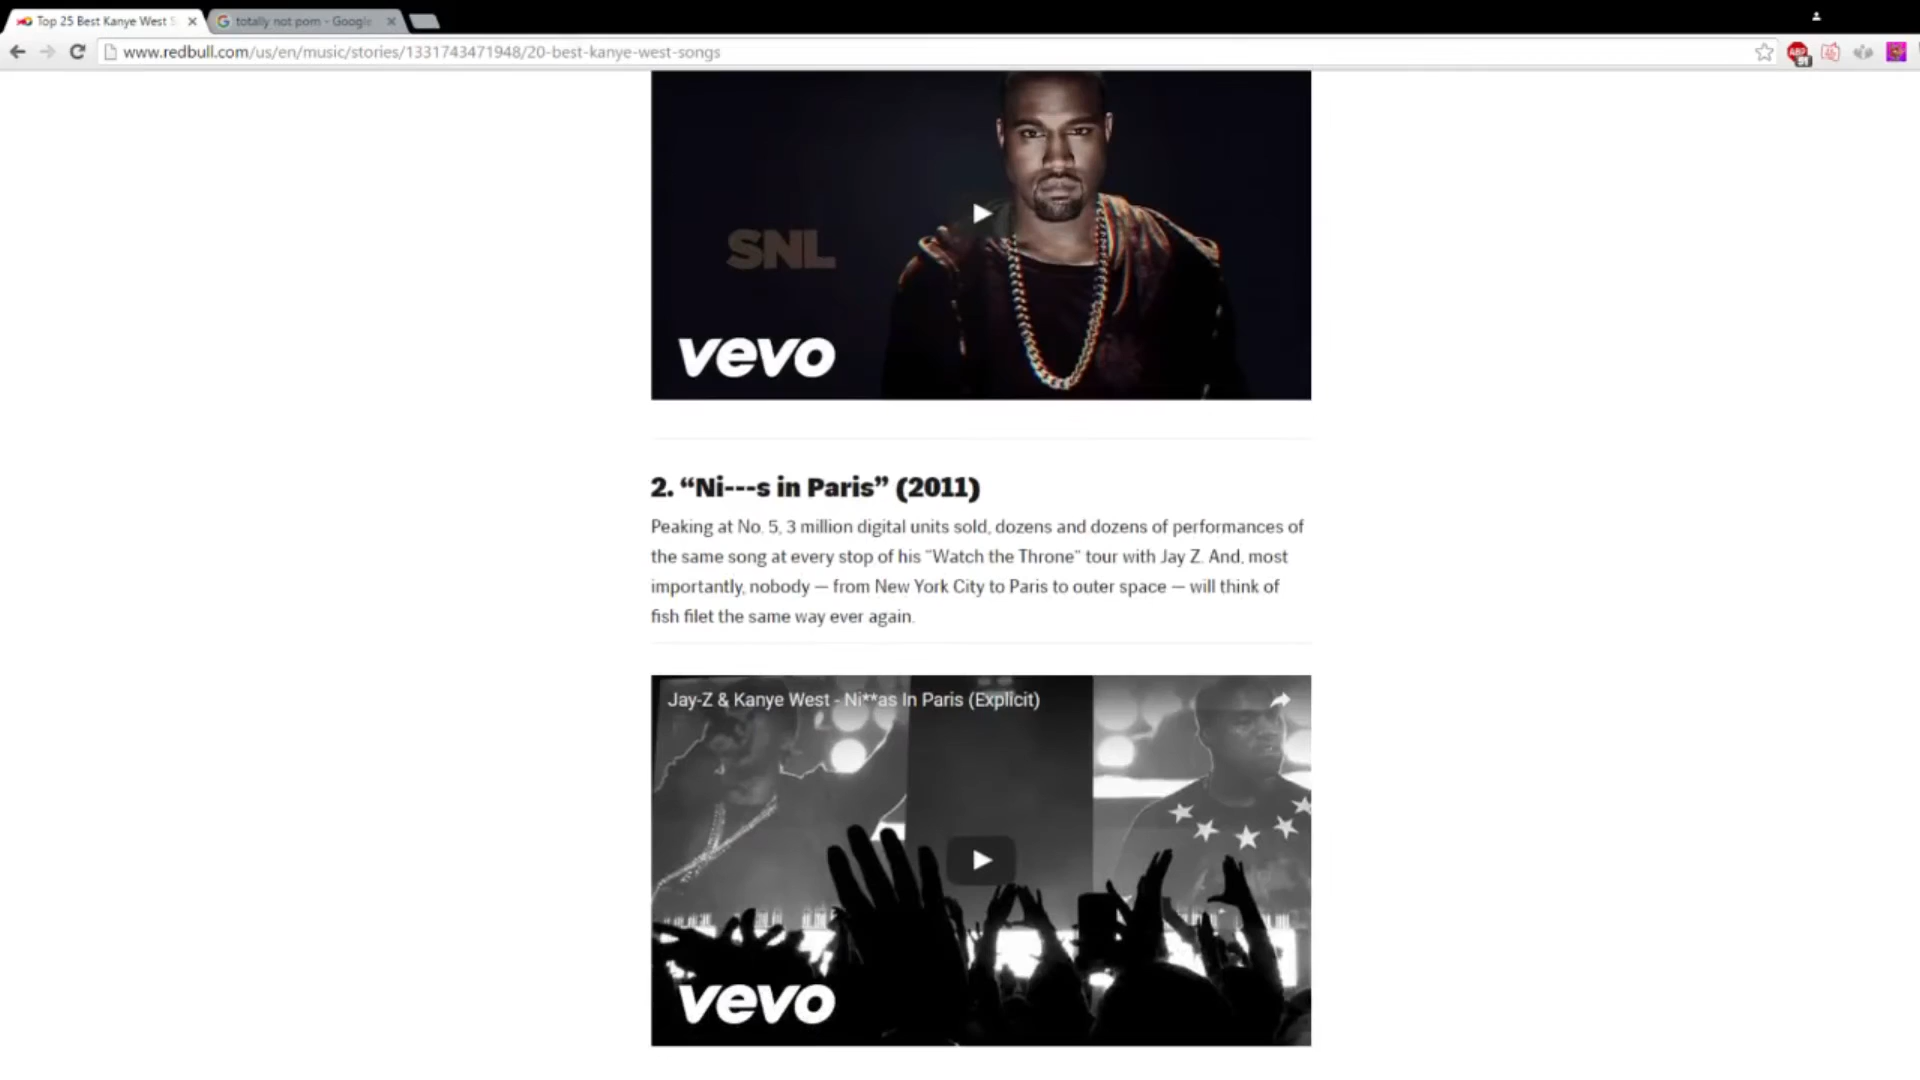 Top 25 Best Kanye West S
totally not porn - Google
www.redbull.com/us/en/music/stories/1331743471948/20-best-kanye-west-songs
ABP
91
SNL
vevo
2. “Ni---s in Paris” (2011)
Peaking at No. 5, 3 million digital units sold, dozens and dozens of performances of
the same song at every stop of his “Watch the Throne” tour with Jay Z. And, most
importantly, nobody — from New York City to Paris to outer space — will think of
fish filet the same way ever again.
Jay-Z & Kanye West - Ni**as In Paris (Explicit)
vevo